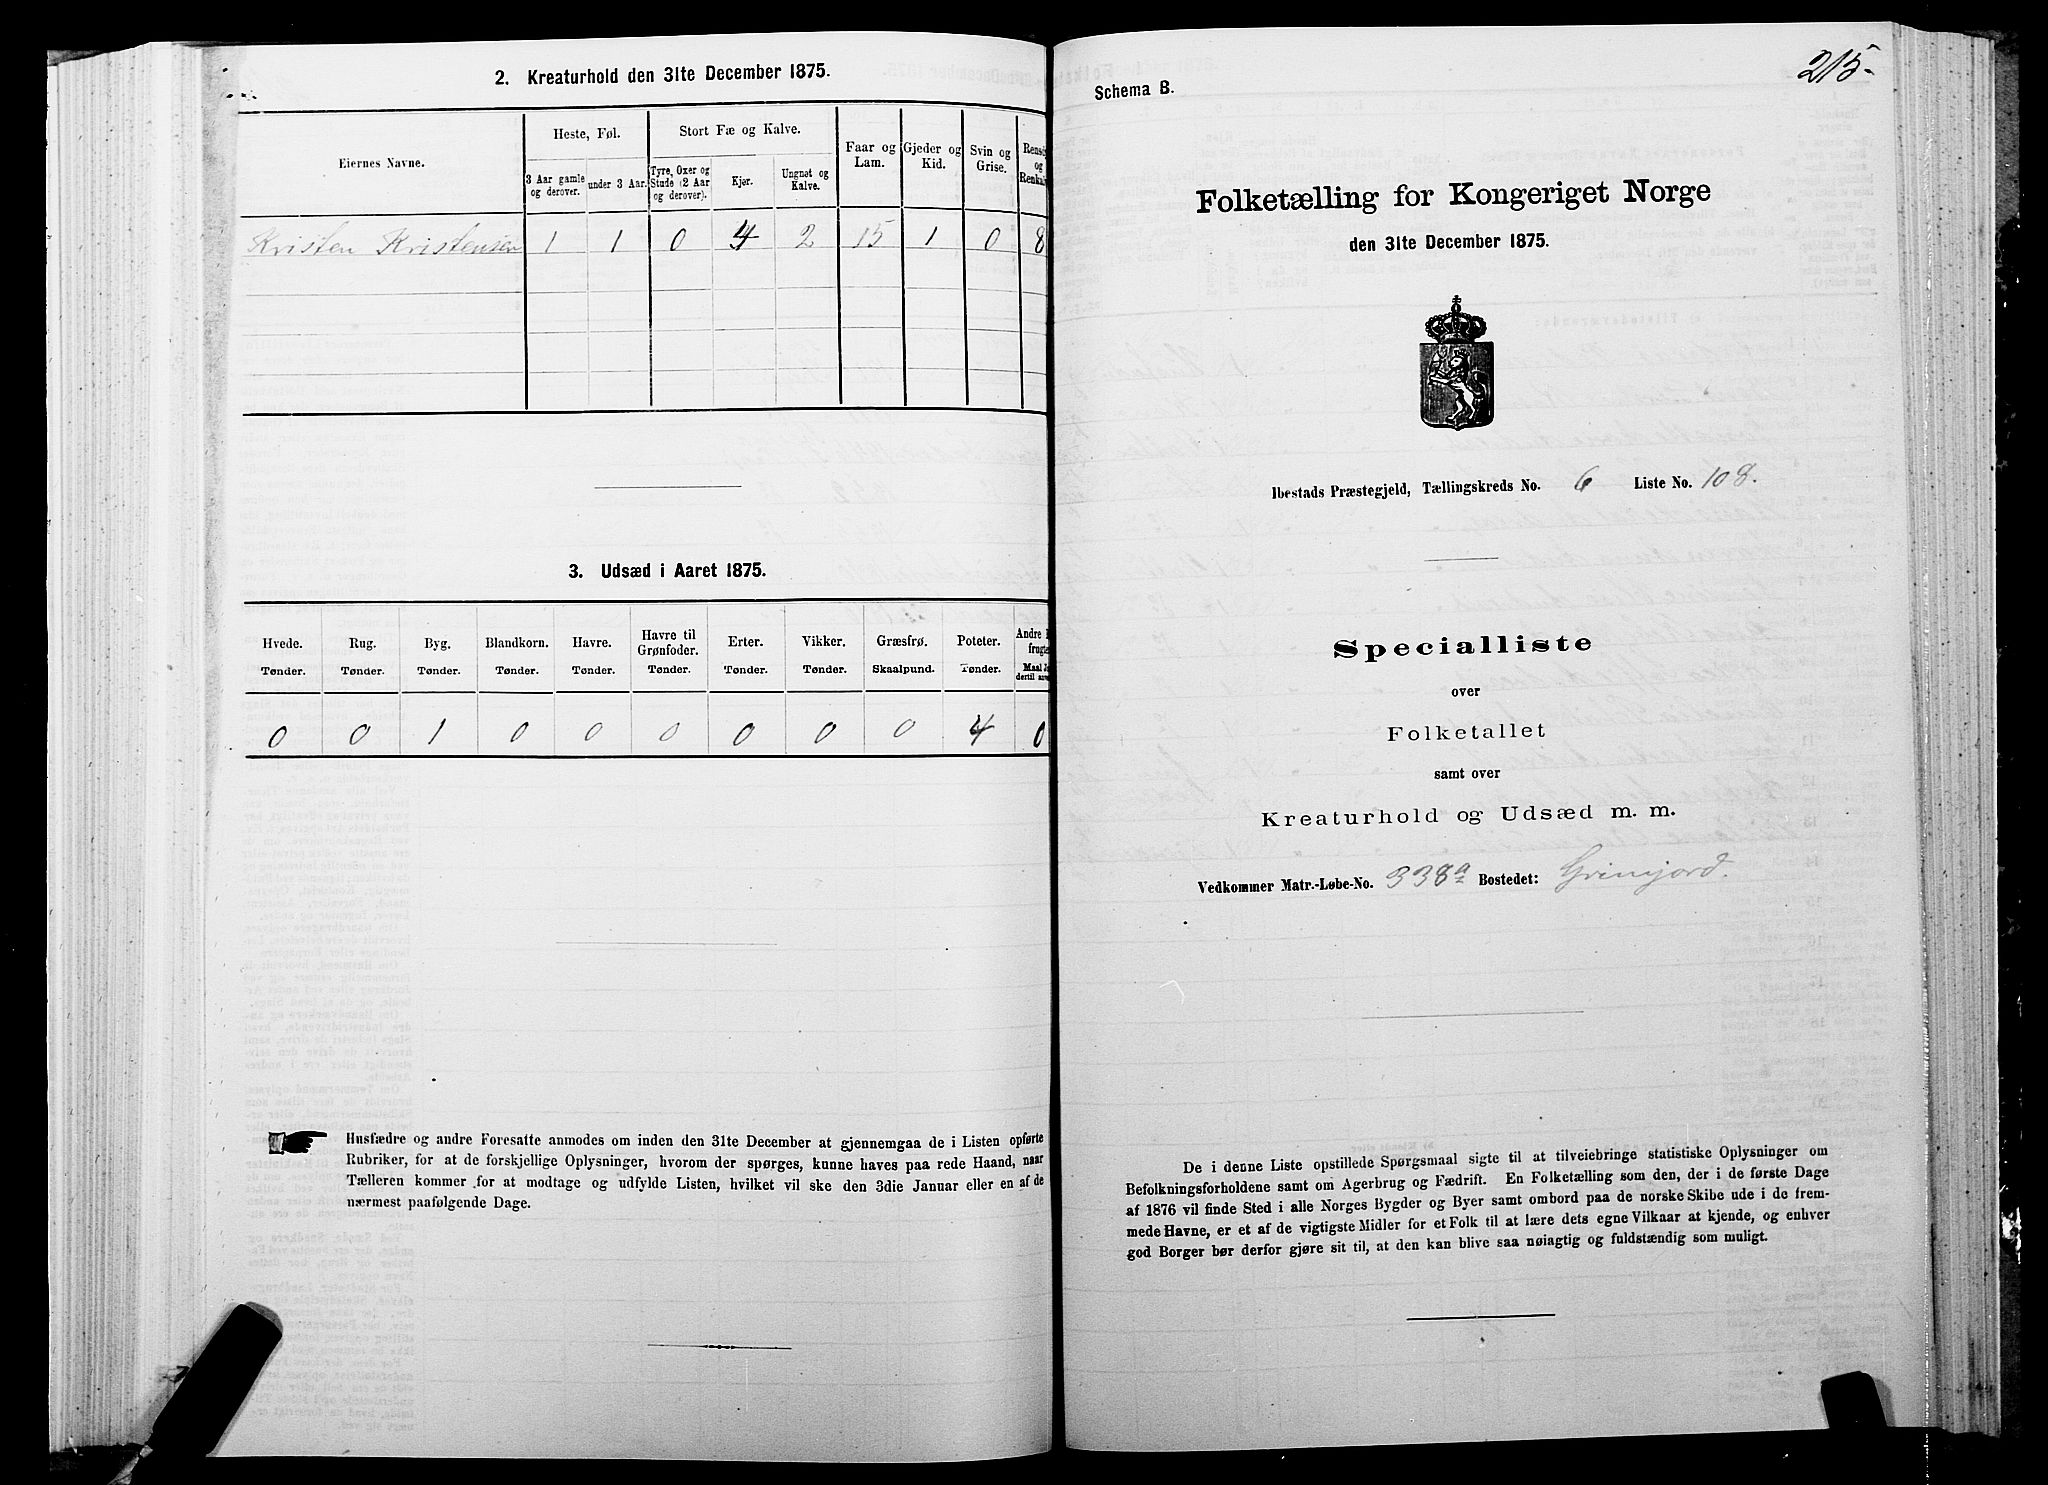 2. Kreaturhold den 31te December 1875.
Eiernes Navne.
Heste, Føl.
Stort Fæ og Kalve.
Faar og Lam.
Gjeder og Kid.
Svin og Grise.
3 Aar gamle og derover.
under 3 Aar.
Tyre, Oxer og Stude (2 Aar og derover).
Kjør.
Ungnøt og Kalve.
Kristen Kristensen 1 1 0 4 2 15 1 0 8
3. Udsæd i Aaret 1875.
Hvede. Rug. Byg. Blandkorn. Havre. Havre til Grønfoder. Erter. Vikker. Græsfrø. Poteter. Andre
Tønder. Tønder. Tønder. Tønder. Tønder. Tønder. Tønder. Tønder. Skaalpund. Tønder.
0 0 1 0 0 0 0 0 0 4 0
Husfædre og andre Foresatte anmodes om inden den 31te December at gjennemgaa de i Listen opførte
Rubriker, for at de forskjellige Oplysninger, hvorom der spørges, kunne haves paa rede Haand, naar
Tælleren kommer for at modtage og udfylde Listen, hvilket vil ske den 3die Januar eller en af de
nærmest paafølgende Dage.
215.
Schema B.
Folketælling for Kongeriget Norge
den 31te December 1875.
Ibestads Præstegjeld, Tællingskreds No. 6 Liste No. 108.
Specialliste
over
Folketallet
samt over
Kreaturhold og Udsæd m. m.
Vedkommer Matr.-Løbe-No. 338a Bostedet: Grimjord.
De i denne Liste opstillede Spørgsmaal sigte til at tilveiebringe statistiske Oplysninger om
Befolkningsforholdene samt om Agerbrug og Fædrift. En Folketælling som den, der i de første Dage
af 1876 vil finde Sted i alle Norges Bygder og Byer samt ombord paa de norske Skibe ude i de frem-
mede Havne, er et af de vigtigste Midler for et Folk til at lære dets egne Vilkaar at kjende, og enhver
god Borger bør derfor gjøre sit til, at den kan blive saa nøiagtig og fuldstændig som muligt.